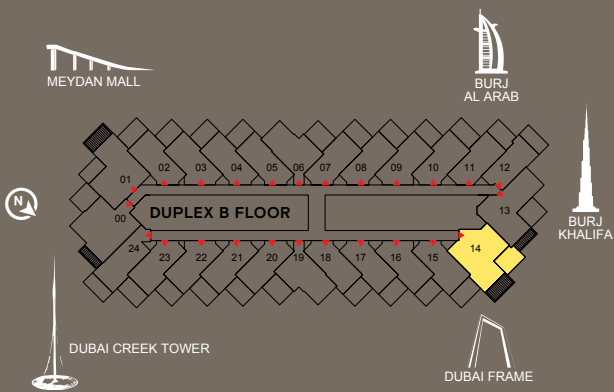 MEYDAN MALL
BURJ
AL ARAB
01
02
03
04
05
06
07
08
09
10
11
12
N
00
DUPLEX B FLOOR
13
BURJ
KHALIFA
24
23
22
21
20
19
18
17
16
15
14
DUBAI CREEK TOWER
DUBAI FRAME